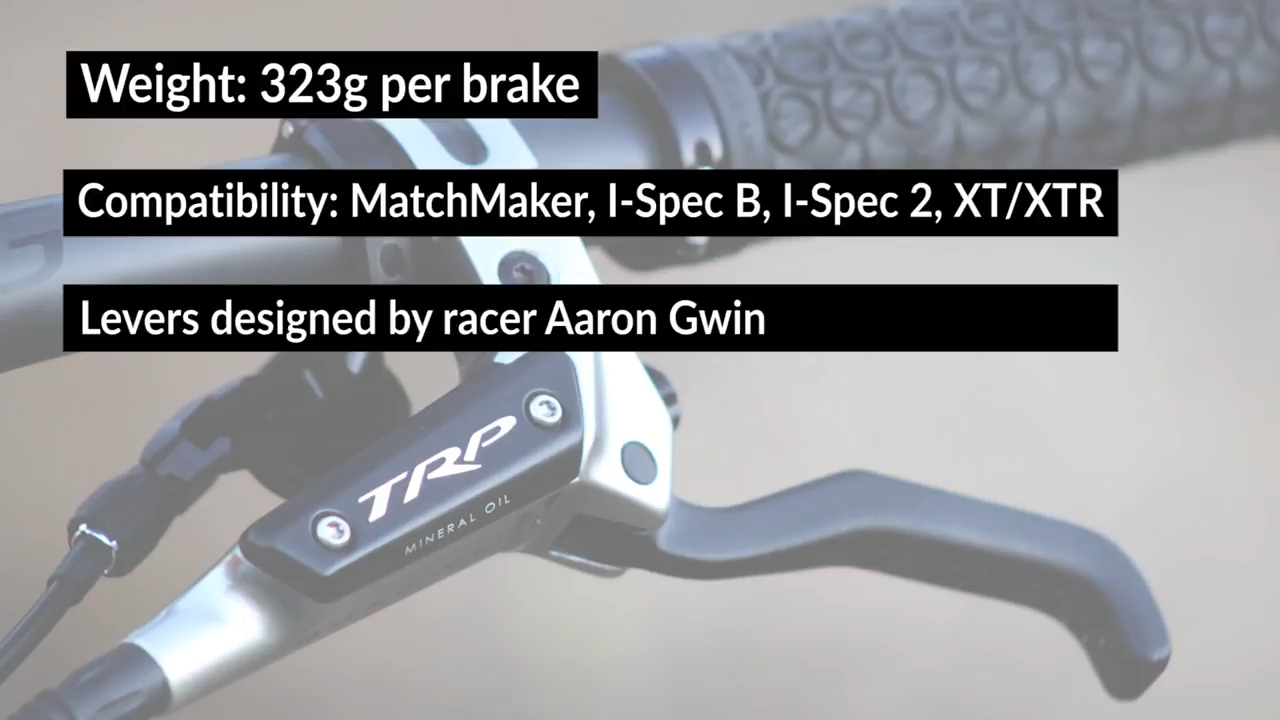 Weight: 323g per brake
Compatibility: MatchMaker, I-Spec B, I-Spec 2, XT/XTR
Levers designed by racer Aaron Gwin
TRP
MINERAL OIL